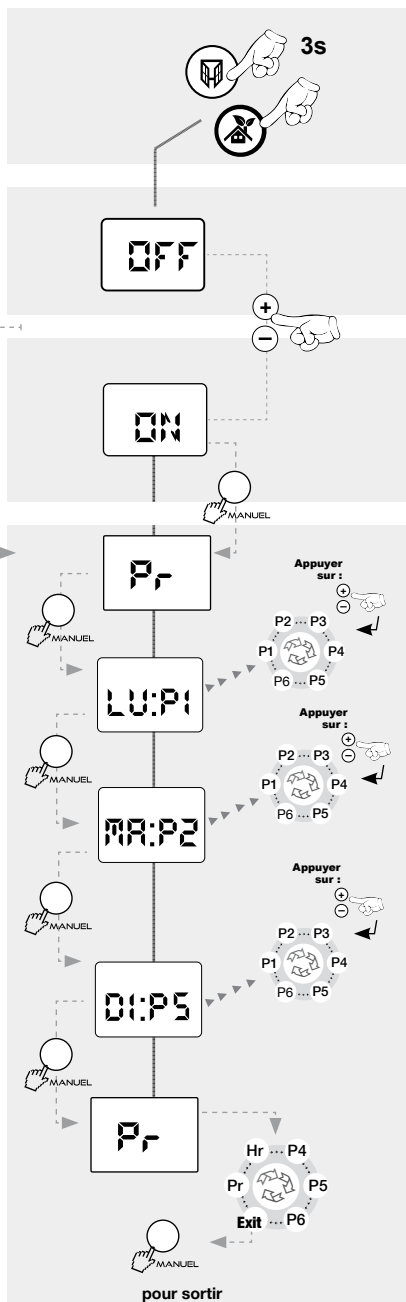 3s
OFF
+
−
ON
MANUEL
Pr
Appuyer
sur :
+
−
MANUEL
P2 ... P3
P1 P4
P6 ... P5
LU:P1
Appuyer
sur :
+
−
MANUEL
P2 ... P3
P1 P4
P6 ... P5
MA:P2
Appuyer
sur :
+
−
MANUEL
P2 ... P3
P1 P4
P6 ... P5
DI:P5
MANUEL
Pr
Hr ... P4
Pr P5
Exit ... P6
MANUEL
pour sortir